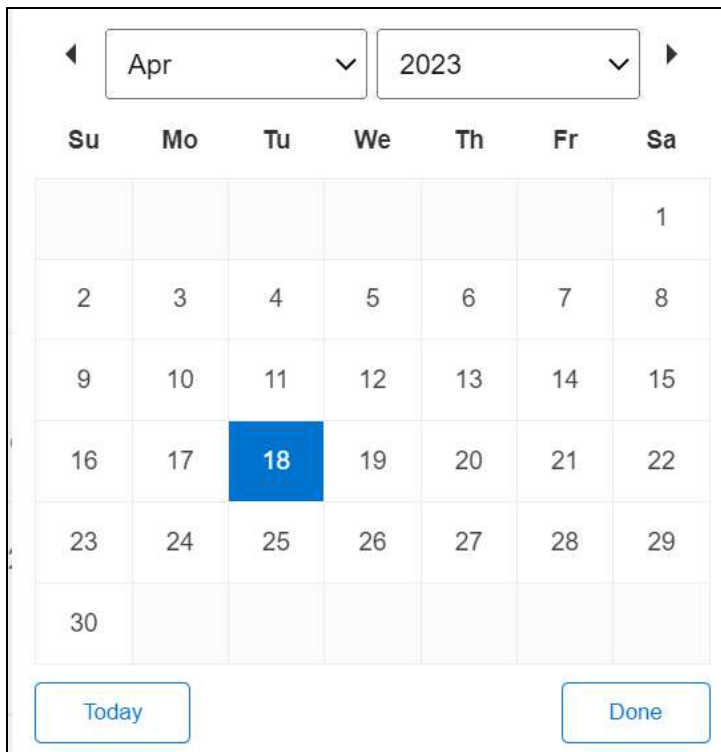 Apr 2023
Su Mo Tu We Th Fr Sa
1
2 3 4 5 6 7 8
9 10 11 12 13 14 15
16 17 18 19 20 21 22
23 24 25 26 27 28 29
30
Today Done